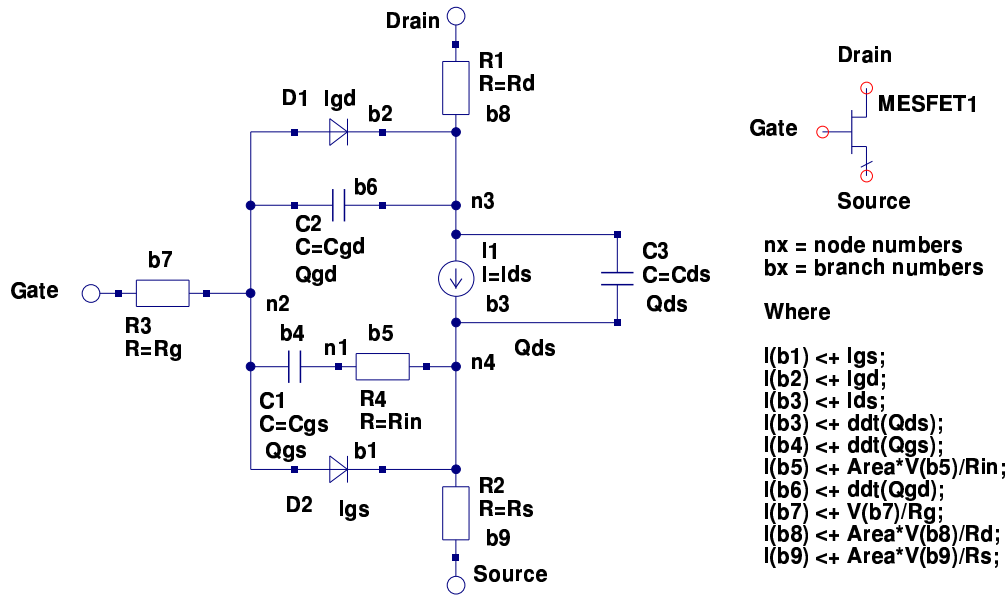 Drain
R1
R=Rd
b8
D1
Igd
b2
b6
n3
C2
C=Cgd
Qgd
I1
I=Ids
b3
C3
C=Cds
Qds
b7
Gate
n2
R3
R=Rg
b4
n1
b5
Qds
n4
C1
C=Cgs
Qgs
R4
R=Rin
b1
D2
Igs
R2
R=Rs
b9
Source
Drain
MESFET1
Gate
Source
nx = node numbers
bx = branch numbers
Where
I(b1) <+ Igs;
I(b2) <+ Igd;
I(b3) <+ Ids;
I(b3) <+ ddt(Qds);
I(b4) <+ ddt(Qgs);
I(b5) <+ Area*V(b5)/Rin;
I(b6) <+ ddt(Qgd);
I(b7) <+ V(b7)/Rg;
I(b8) <+ Area*V(b8)/Rd;
I(b9) <+ Area*V(b9)/Rs;